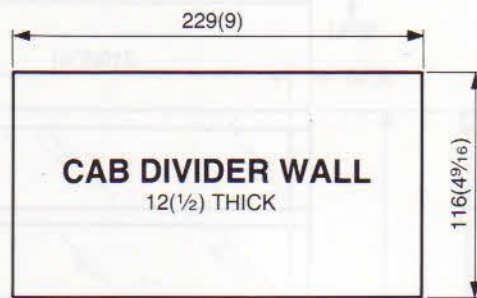 229(9)
CAB DIVIDER WALL
12(½) THICK
116(4⁹⁄₁₆)